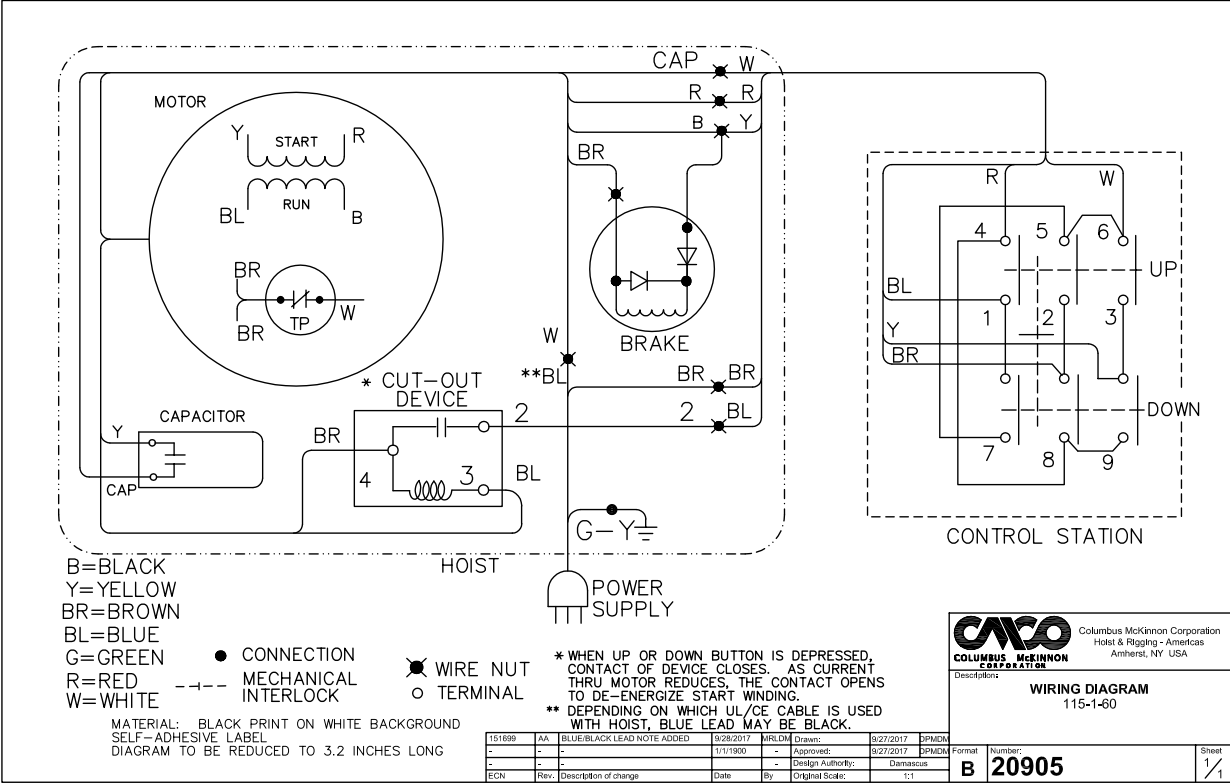 CAP W
R R
B Y
MOTOR
Y START R
RUN
BL B
BR
BR
TP
W
BR
BRAKE
W
**BL
BR BR
2 BL
* CUT-OUT
DEVICE
2
BR
4
3
BL
CAPACITOR
Y
CAP
G-Y
HOIST
POWER
SUPPLY
R W
4 5 6
UP
BL
1 2 3
Y
BR
DOWN
7 8 9
CONTROL STATION
B=BLACK
Y=YELLOW
BR=BROWN
BL=BLUE
G=GREEN
R=RED
W=WHITE
CONNECTION
MECHANICAL
INTERLOCK
WIRE NUT
TERMINAL
MATERIAL: BLACK PRINT ON WHITE BACKGROUND
SELF-ADHESIVE LABEL
DIAGRAM TO BE REDUCED TO 3.2 INCHES LONG
* WHEN UP OR DOWN BUTTON IS DEPRESSED,
CONTACT OF DEVICE CLOSES. AS CURRENT
THRU MOTOR REDUCES, THE CONTACT OPENS
TO DE-ENERGIZE START WINDING.
** DEPENDING ON WHICH UL/CE CABLE IS USED
WITH HOIST, BLUE LEAD MAY BE BLACK.
151699 AA BLUE/BLACK LEAD NOTE ADDED 9/28/2017 MRLDM Drawn: 9/27/2017 DPMDM
- - - 1/1/1900 - Approved: 9/27/2017 DPMDM
- - - - Design Authority: Damascus
ECN Rev. Description of change Date By Original Scale: 1:1
CMCO
COLUMBUS McKINNON
CORPORATION
Columbus McKinnon Corporation
Hoist & Rigging - Americas
Amherst, NY USA
Description:
WIRING DIAGRAM
115-1-60
Format
B
Number:
20905
Sheet
1/1